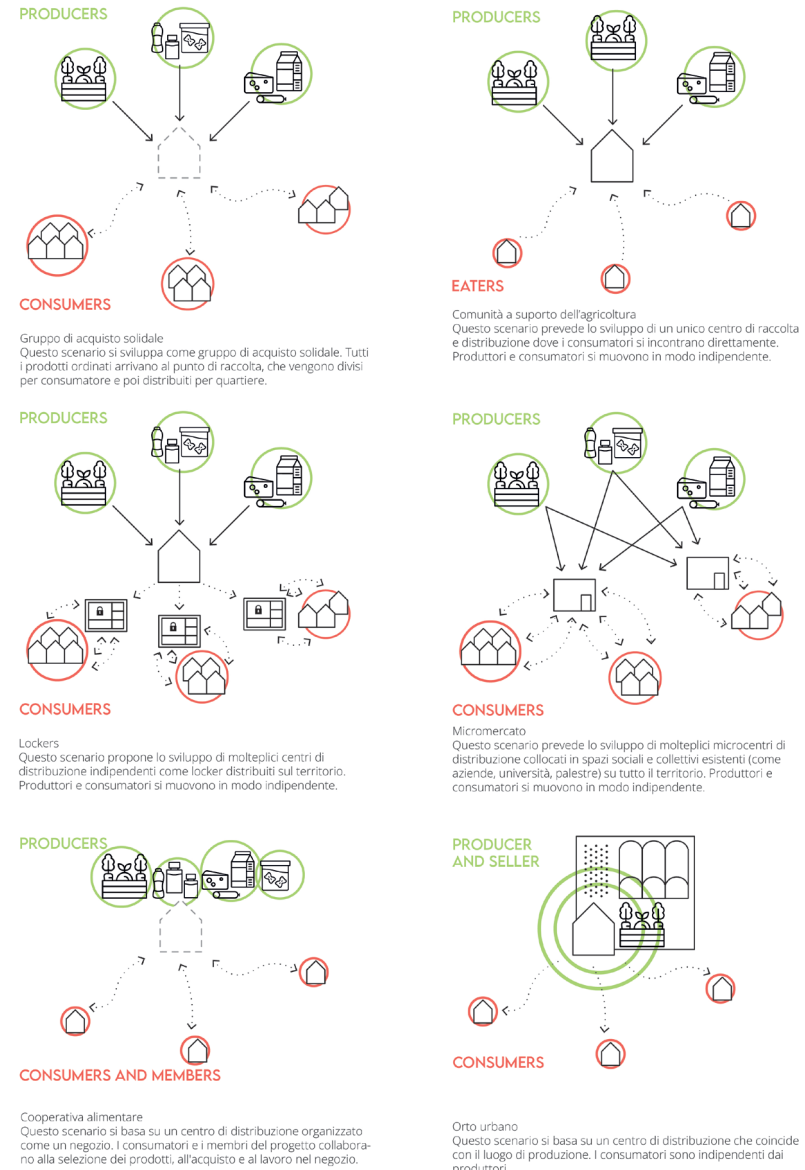 PRODUCERS
CONSUMERS
Gruppo di acquisto solidale
Questo scenario si sviluppa come gruppo di acquisto solidale. Tutti
i prodotti ordinati arrivano al punto di raccolta, che vengono divisi
per consumatore e poi distribuiti per quartiere.
PRODUCERS
EATERS
Comunità a suporto dell'agricoltura
Questo scenario prevede lo sviluppo di un unico centro di raccolta
e distribuzione dove i consumatori si incontrano direttamente.
Produttori e consumatori si muovono in modo indipendente.
PRODUCERS
CONSUMERS
Lockers
Questo scenario propone lo sviluppo di molteplici centri di
distribuzione indipendenti come locker distribuiti sul territorio.
Produttori e consumatori si muovono in modo indipendente.
PRODUCERS
CONSUMERS
Micromercato
Questo scenario prevede lo sviluppo di molteplici microcentri di
distribuzione collocati in spazi sociali e collettivi esistenti (come
aziende, università, palestre) su tutto il territorio. Produttori e
consumatori si muovono in modo indipendente.
PRODUCERS
CONSUMERS AND MEMBERS
Cooperativa alimentare
Questo scenario si basa su un centro di distribuzione organizzato
come un negozio. I consumatori e i membri del progetto collabora-
no alla selezione dei prodotti, all'acquisto e al lavoro nel negozio.
PRODUCER
AND SELLER
CONSUMERS
Orto urbano
Questo scenario si basa su un centro di distribuzione che coincide
con il luogo di produzione. I consumatori sono indipendenti dai
produttori.